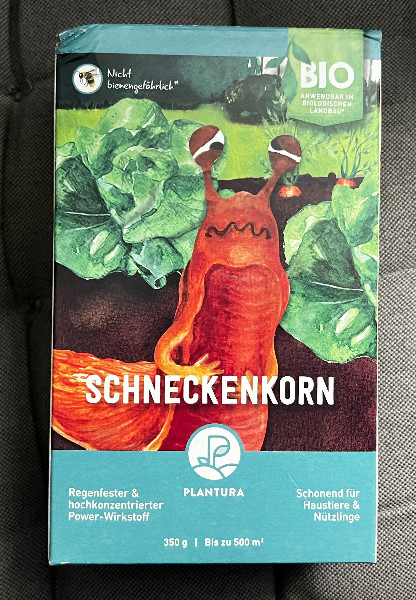 Nicht
bienengefährlich*
BIO
ANWENDBAR IM
BIOLOGISCHEN
LANDBAU*
SCHNECKENKORN
PLANTURA
Regenfester &
hochkonzentrierter
Power-Wirkstoff
Schonend für
Haustiere &
Nützlinge
350 g | Bis zu 500 m²